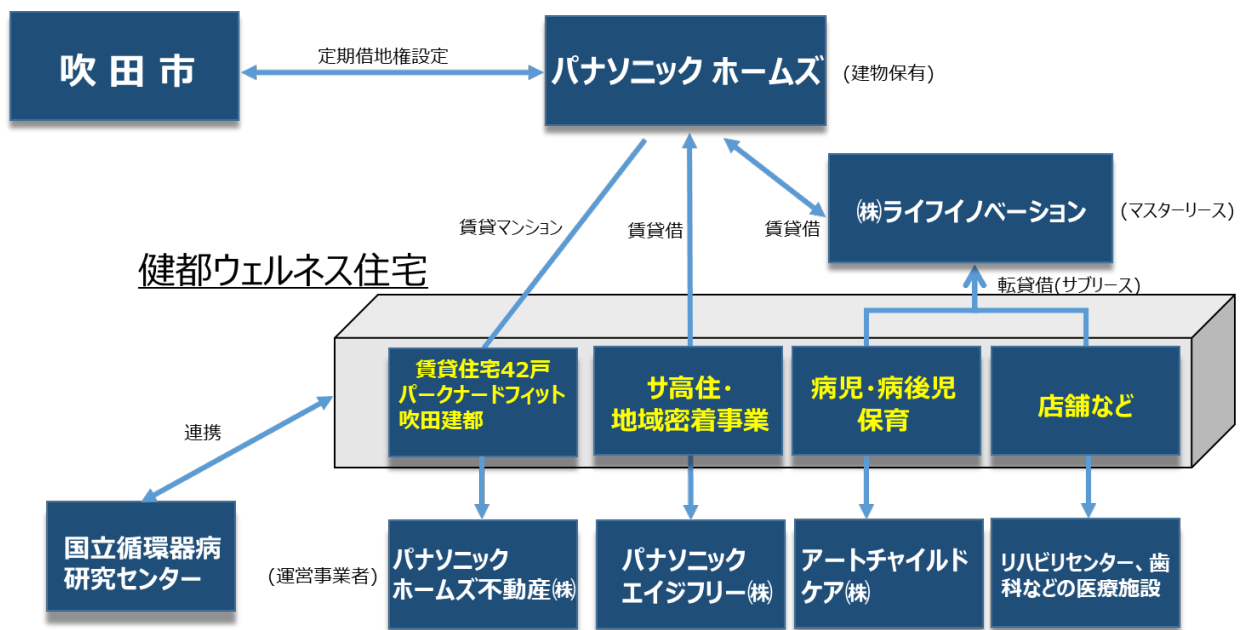 吹 田 市
定期借地権設定
パナソニック ホームズ
(建物保有)
㈱ライフイノベーション
(マスターリース)
賃貸マンション
賃貸借
賃貸借
転貸借(サブリース)
健都ウェルネス住宅
賃貸住宅42戸
パークナードフィット
吹田建都
サ高住・
地域密着事業
病児・病後児
保育
店舗など
連携
国立循環器病
研究センター
(運営事業者)
パナソニック
ホームズ不動産㈱
パナソニック
エイジフリー㈱
アートチャイルド
ケア㈱
リハビリセンター、歯
科などの医療施設